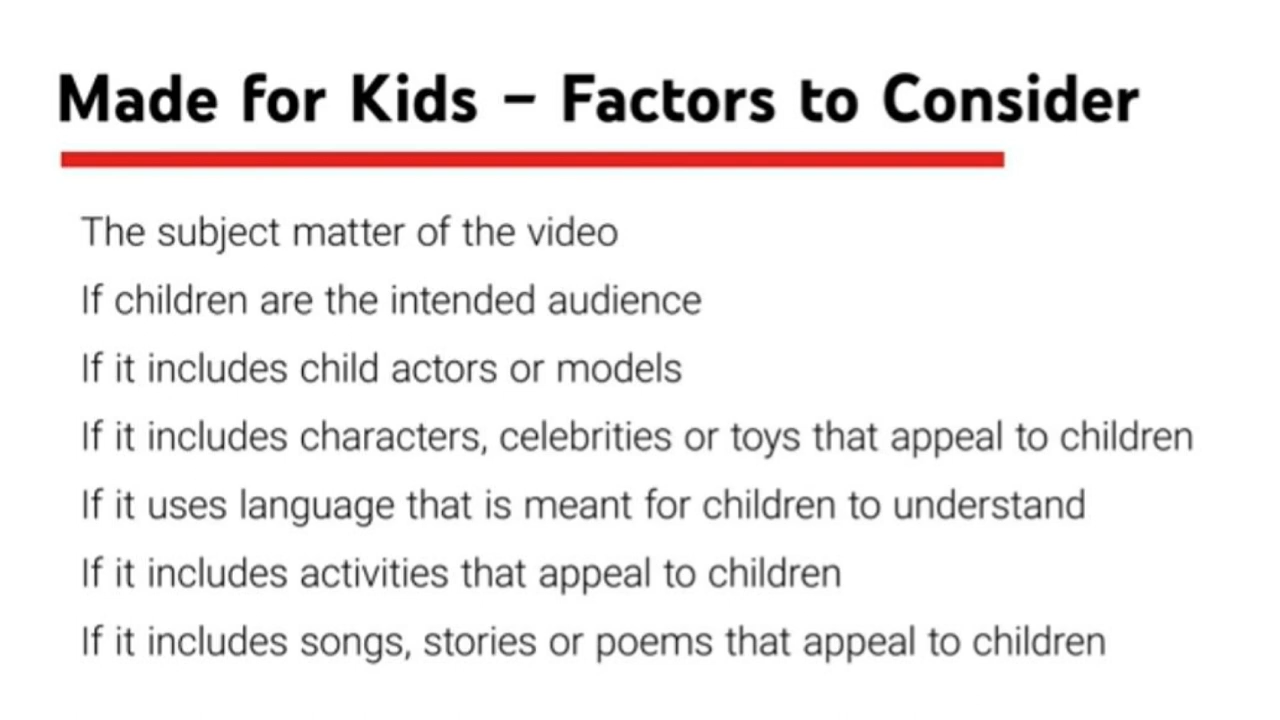 Made for Kids – Factors to Consider
The subject matter of the video
If children are the intended audience
If it includes child actors or models
If it includes characters, celebrities or toys that appeal to children
If it uses language that is meant for children to understand
If it includes activities that appeal to children
If it includes songs, stories or poems that appeal to children